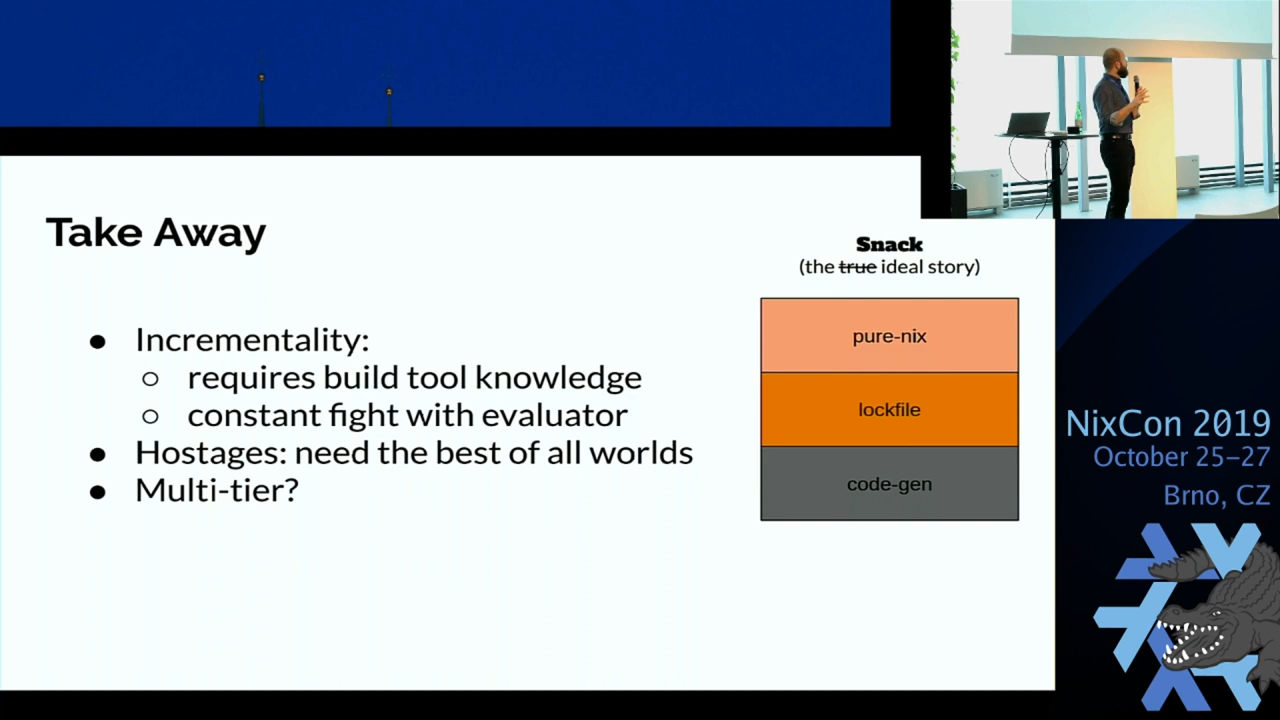 Take Away
● Incrementality:
○ requires build tool knowledge
○ constant fight with evaluator
● Hostages: need the best of all worlds
● Multi-tier?
Snack
(the true ideal story)
pure-nix
lockfile
code-gen
NixCon 2019
October 25–27
Brno, CZ